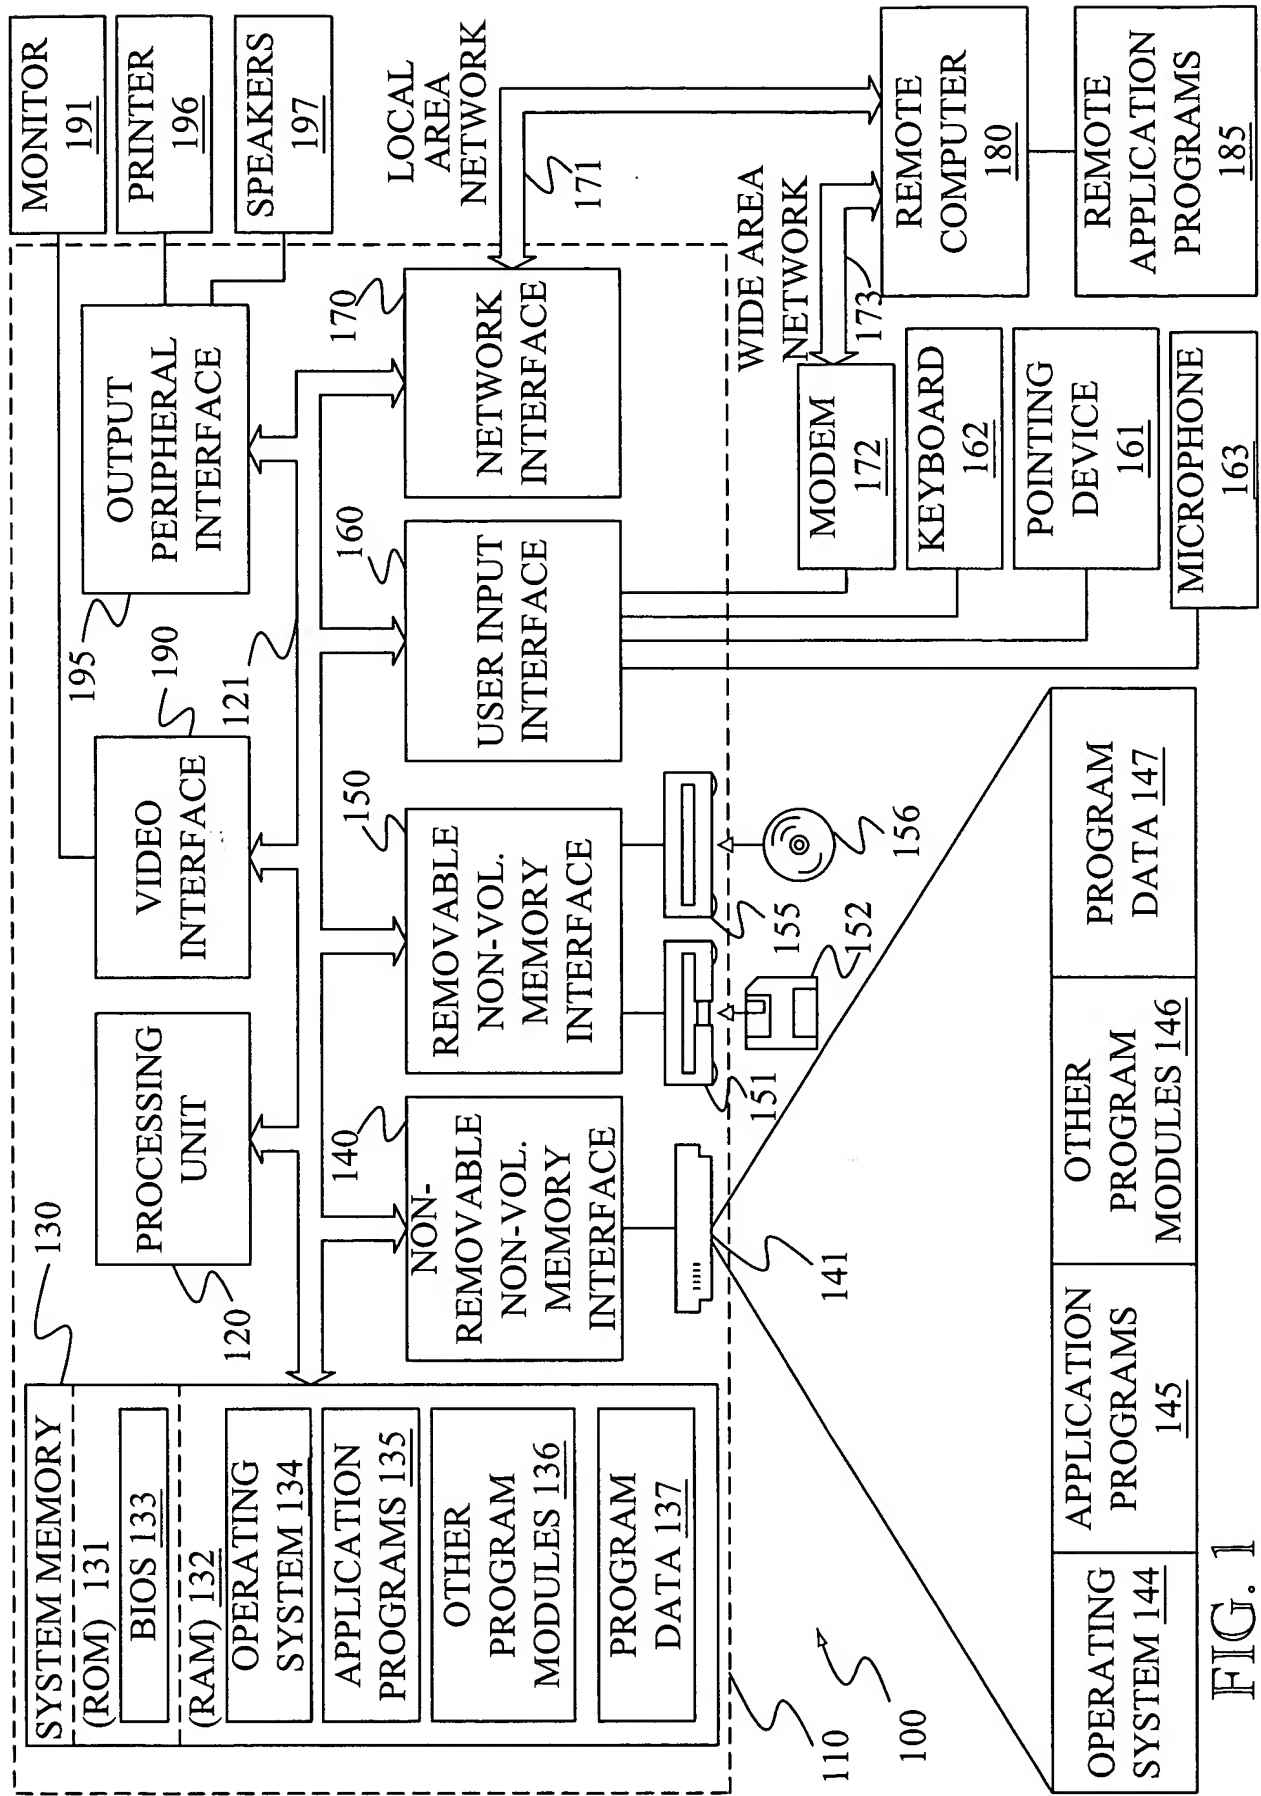 SYSTEM MEMORY
130
(ROM) 131
BIOS 133
(RAM) 132
OPERATING
SYSTEM 134
APPLICATION
PROGRAMS 135
OTHER
PROGRAM
MODULES 136
PROGRAM
DATA 137
PROCESSING
UNIT
120
VIDEO
INTERFACE
190
121
OUTPUT
PERIPHERAL
INTERFACE
195
MONITOR
191
PRINTER
196
SPEAKERS
197
NON-
REMOVABLE
NON-VOL.
MEMORY
INTERFACE
140
REMOVABLE
NON-VOL.
MEMORY
INTERFACE
150
USER INPUT
INTERFACE
160
NETWORK
INTERFACE
170
LOCAL
AREA
NETWORK
171
141
151
152
155
156
WIDE AREA
NETWORK
173
MODEM
172
KEYBOARD
162
POINTING
DEVICE
161
MICROPHONE
163
REMOTE
COMPUTER
180
REMOTE
APPLICATION
PROGRAMS
185
110
100
OPERATING
SYSTEM 144
APPLICATION
PROGRAMS
145
OTHER
PROGRAM
MODULES 146
PROGRAM
DATA 147
FIG. 1